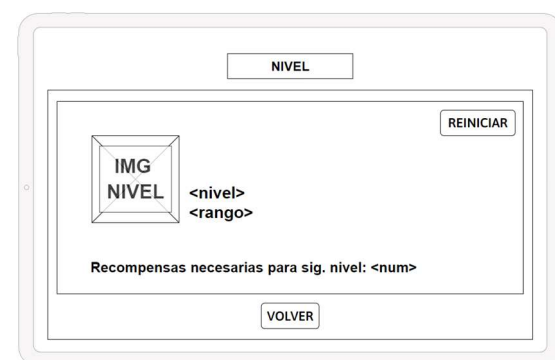 NIVEL
REINICIAR
IMG
NIVEL
<nivel>
<rango>
Recompensas necesarias para sig. nivel: <num>
VOLVER